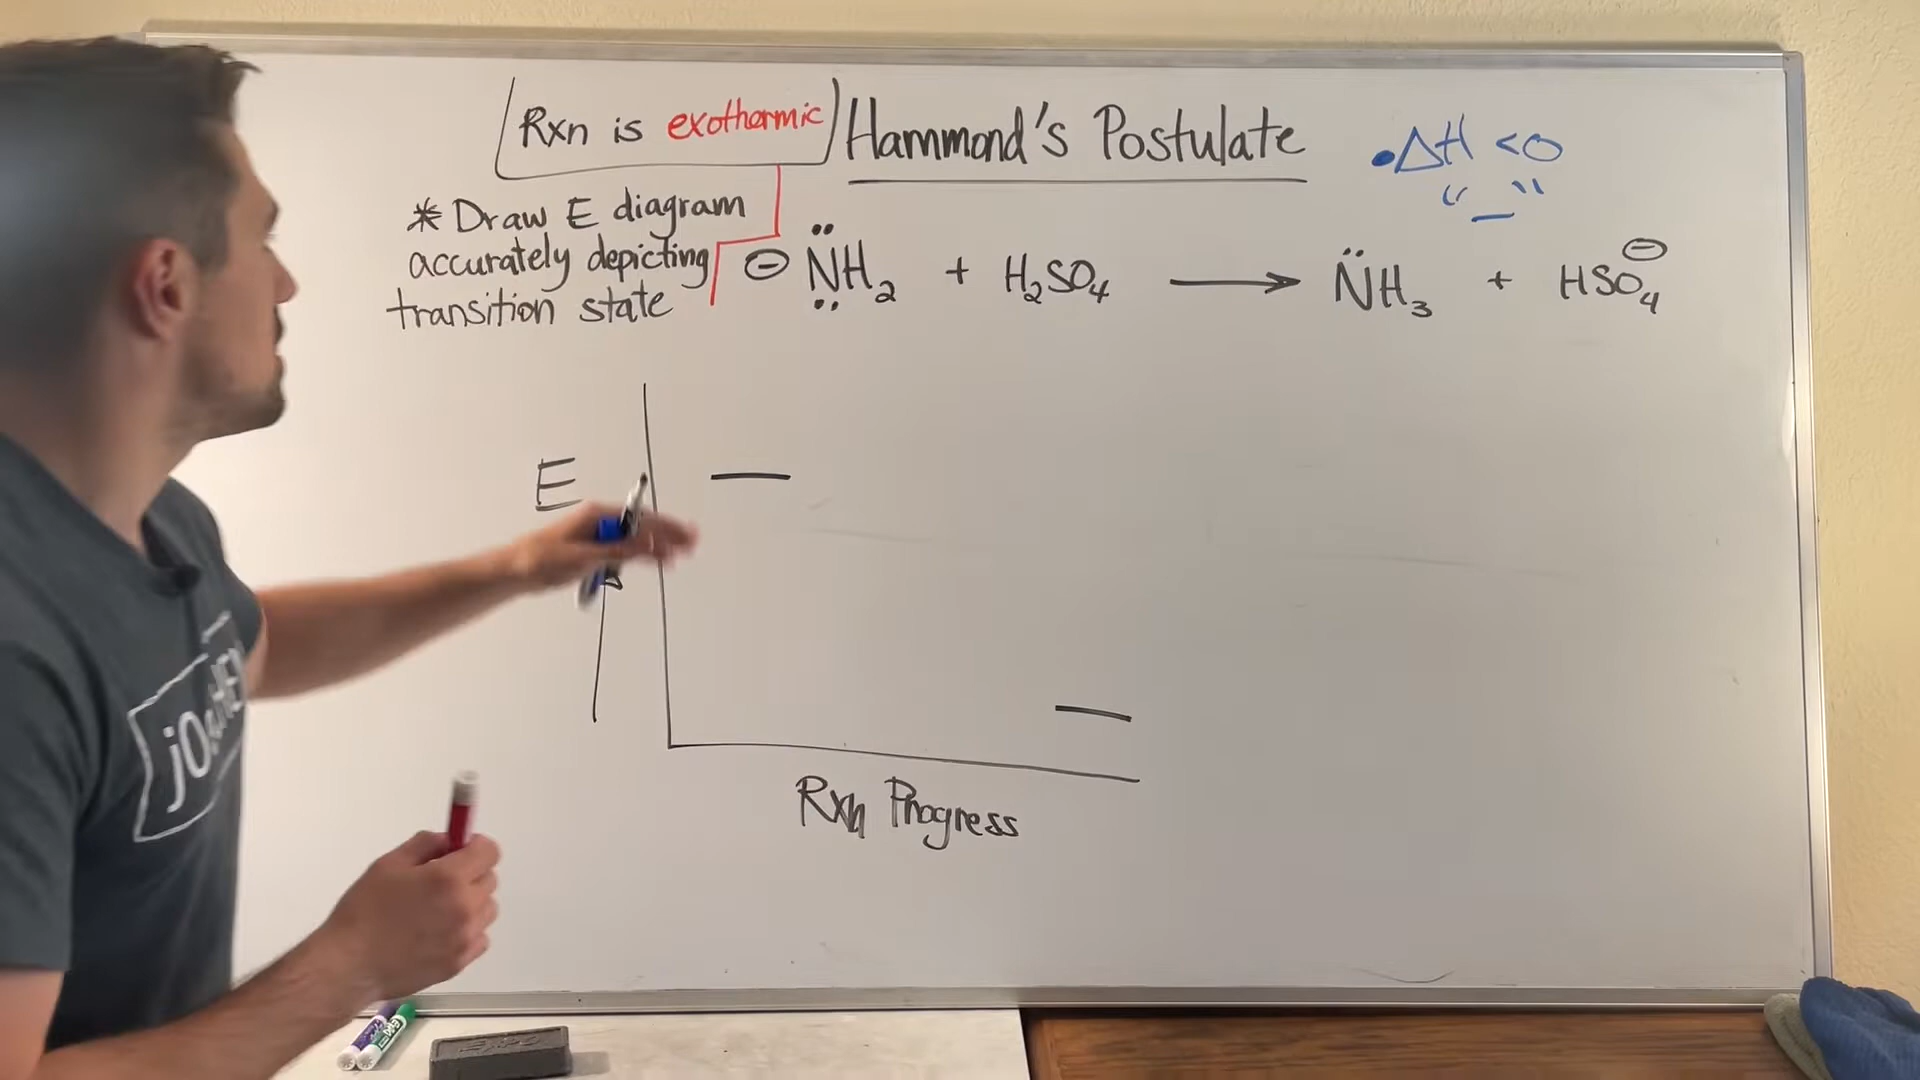 Rxn is exothermic
Hammond's Postulate
•ΔH <0
“_”
* Draw E diagram
accurately depicting
transition state
⊖ N̈H₂ + H₂SO₄ ⟶ N̈H₃ + HSO₄ ⊖
E
Rxn Progress
EXPO